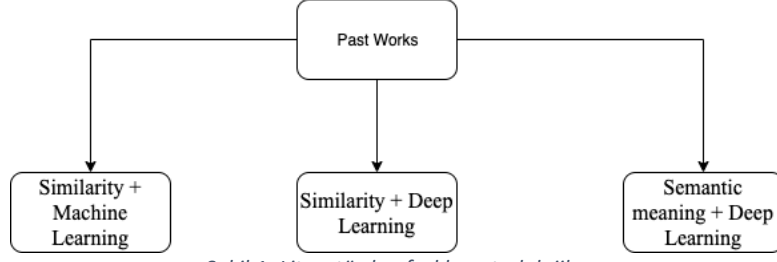 Past Works
Similarity +
Machine
Learning
Similarity + Deep
Learning
Semantic
meaning + Deep
Learning